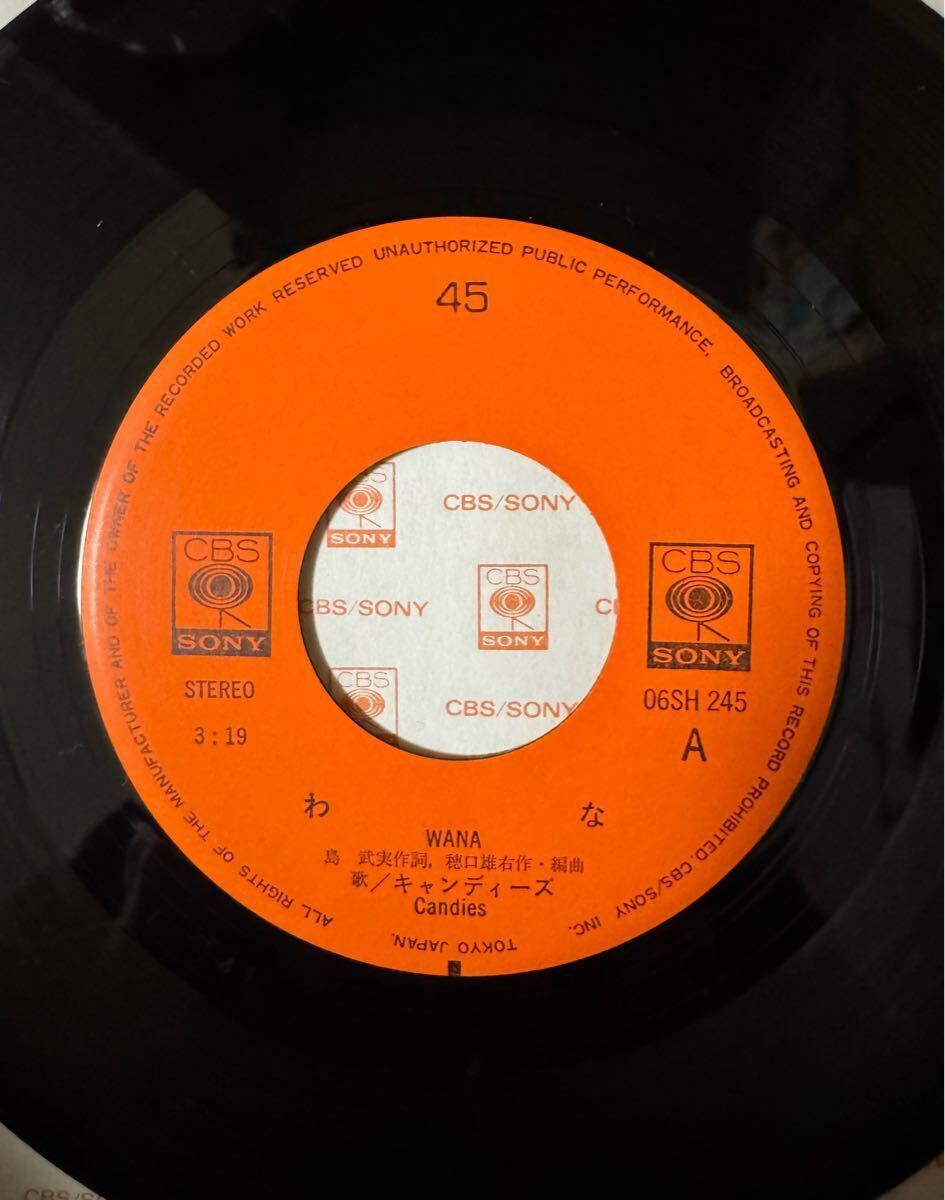 ALL RIGHTS OF THE MANUFACTURER AND OF THE OWNER OF THE RECORDED WORK RESERVED UNAUTHORIZED PUBLIC PERFORMANCE, BROADCASTING AND COPYING OF THIS RECORD PROHIBITED. CBS/SONY INC. TOKYO JAPAN.
45
CBS
SONY
STEREO
3:19
CBS
SONY
06SH 245
A
CBS
SONY
CBS/SONY
CBS/SONY
CBS
SONY
CBS
CBS/SONY
わな
WANA
島 武実作詞, 穂口雄右作・編曲
歌/キャンディーズ
Candies